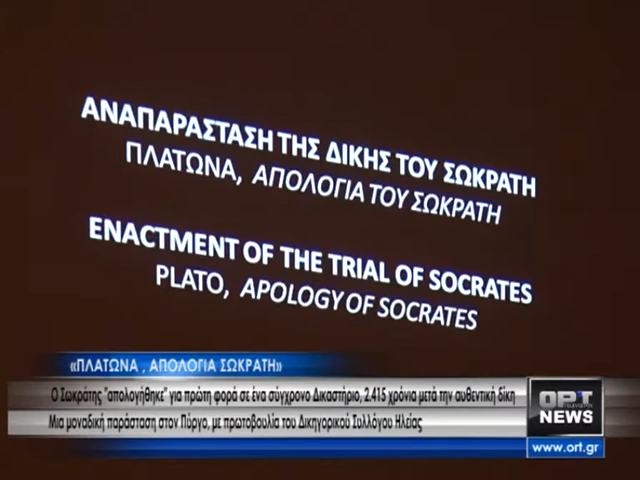 ΑΝΑΠΑΡΑΣΤΑΣΗ ΤΗΣ ΔΙΚΗΣ ΤΟΥ ΣΩΚΡΑΤΗ
ΠΛΑΤΩΝΑ, ΑΠΟΛΟΓΙΑ ΤΟΥ ΣΩΚΡΑΤΗ
ENACTMENT OF THE TRIAL OF SOCRATES
PLATO, APOLOGY OF SOCRATES
«ΠΛΑΤΩΝΑ , ΑΠΟΛΟΓΙΑ ΣΩΚΡΑΤΗ»
Ο Σωκράτης "απολογήθηκε" για πρώτη φορά σε ένα σύγχρονο Δικαστήριο, 2.415 χρόνια μετά την αυθεντική δίκη
Μια μοναδική παράσταση στον Πύργο, με πρωτοβουλία του Δικηγορικού Συλλόγου Ηλείας
ΟΡΤ
NEWS
www.ort.gr